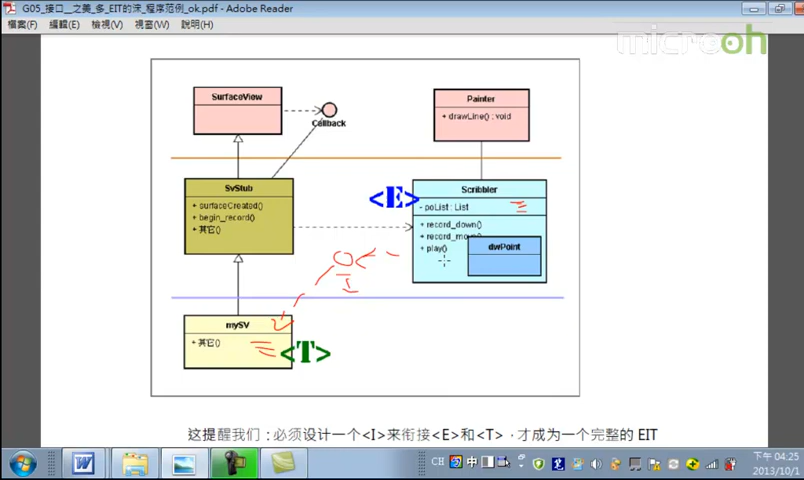 G05_接口__之美_多_EIT的深_程序范例_ok.pdf - Adobe Reader
檔案(F) 編輯(E) 檢視(V) 視窗(W) 說明(H)
microoh
SurfaceView
Callback
Painter
+ drawLine() : void
SvStub
+ surfaceCreated()
+ begin_record()
+ 其它()
<E>
Scribbler
- poList : List
+ record_down()
+ record_mov
+ play()
dwPoint
I
mySV
+ 其它()
<T>
这提醒我们：必须设计一个<I>来衔接<E>和<T>，才成为一个完整的 EIT
CH
下午 04:25
2013/10/1